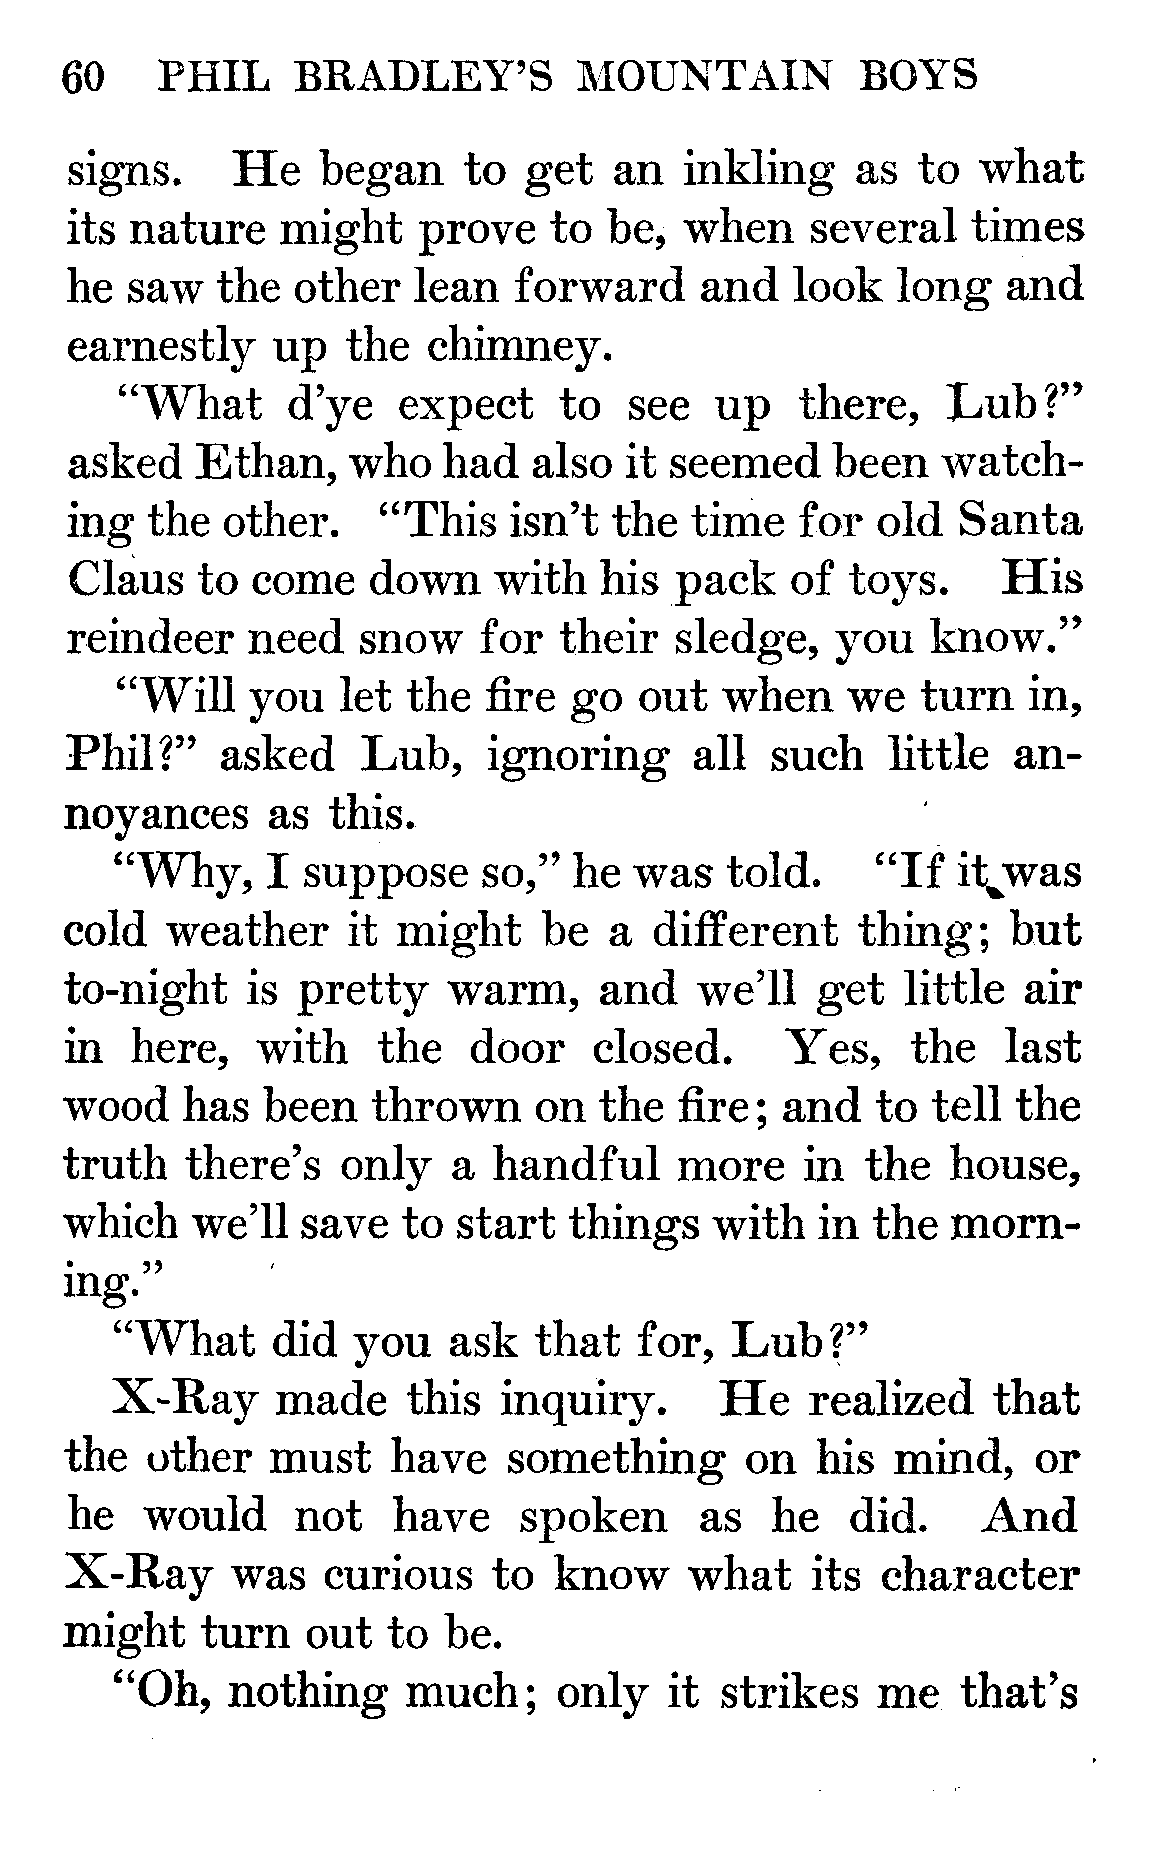 60 PHIL BRADLEY'S MOUNTAIN BOYS
signs. He began to get an inkling as to what
its nature might prove to be, when several times
he saw the other lean forward and look long and
earnestly up the chimney.
“What d'ye expect to see up there, Lub?”
asked Ethan, who had also it seemed been watch-
ing the other. “This isn't the time for old Santa
Claus to come down with his pack of toys. His
reindeer need snow for their sledge, you know.”
“Will you let the fire go out when we turn in,
Phil?” asked Lub, ignoring all such little an-
noyances as this.
“Why, I suppose so,” he was told. “If it was
cold weather it might be a different thing; but
to-night is pretty warm, and we'll get little air
in here, with the door closed. Yes, the last
wood has been thrown on the fire; and to tell the
truth there's only a handful more in the house,
which we'll save to start things with in the morn-
ing.”
“What did you ask that for, Lub?”
X-Ray made this inquiry. He realized that
the other must have something on his mind, or
he would not have spoken as he did. And
X-Ray was curious to know what its character
might turn out to be.
“Oh, nothing much; only it strikes me that's